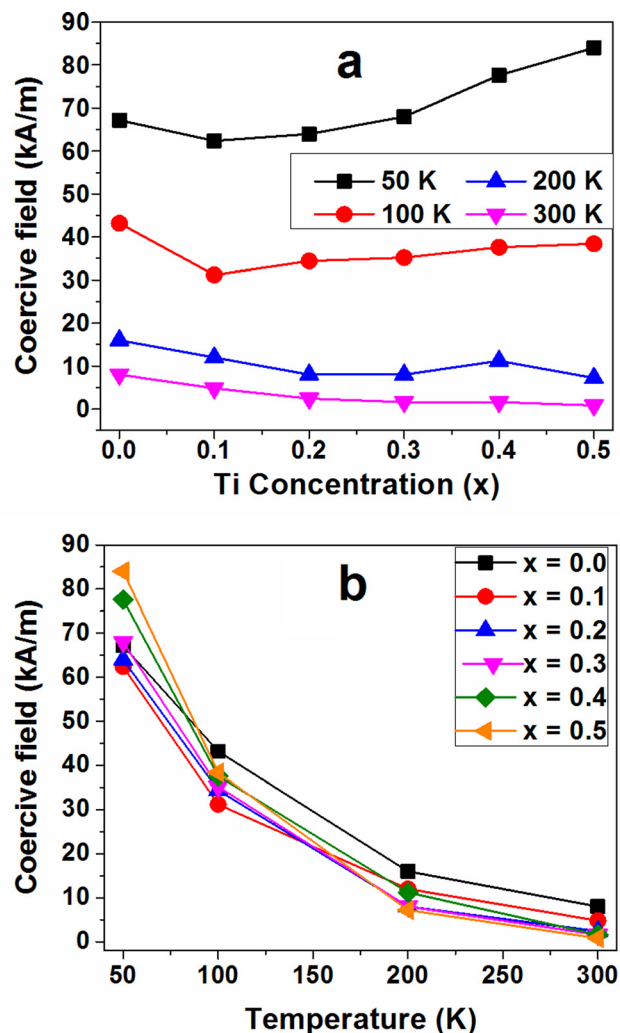 a
Coercive field (kA/m)
90
80
70
60
50
40
30
20
10
0
50 K
200 K
100 K
300 K
0.0 0.1 0.2 0.3 0.4 0.5
Ti Concentration (x)
b
Coercive field (kA/m)
90
80
70
60
50
40
30
20
10
0
x = 0.0
x = 0.1
x = 0.2
x = 0.3
x = 0.4
x = 0.5
50 100 150 200 250 300
Temperature (K)